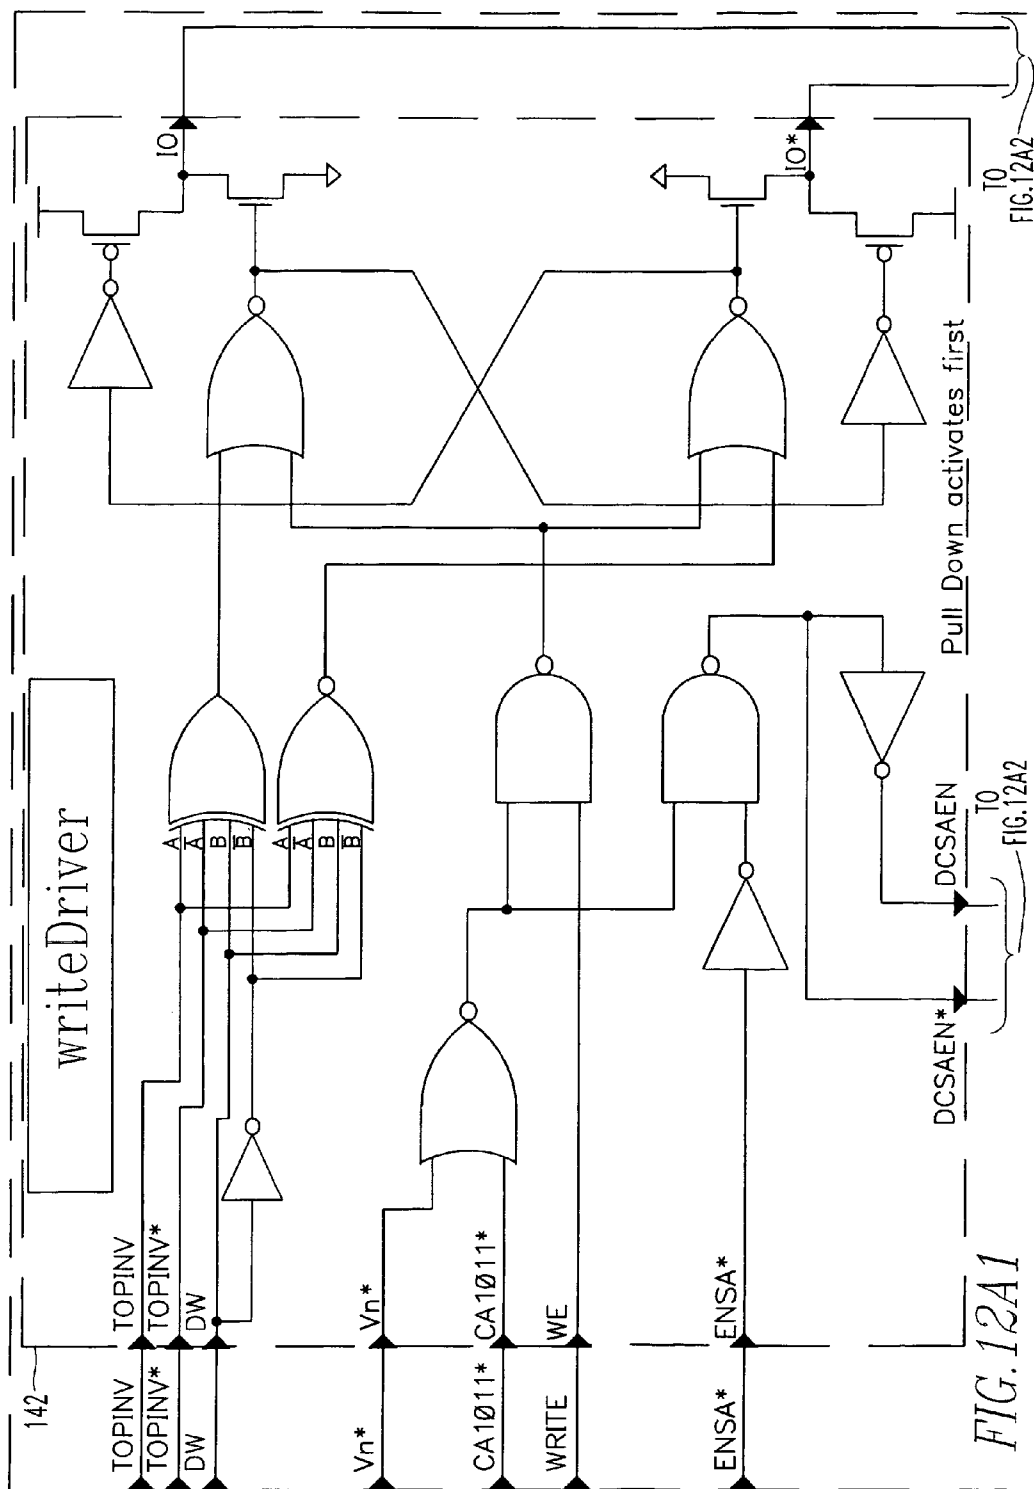 writeDriver
142
TOPINV
TOPINV*
DW
Vn*
CA1011*
WRITE
ENSA*
TOPINV
TOPINV*
DW
Vn*
CA1011*
WE
ENSA*
A
A
B
B
A
A
B
B
IO
IO*
Pull Down activates first
DCSAEN
DCSAEN*
TO
FIG.12A2
TO
FIG.12A2
FIG. 12A1